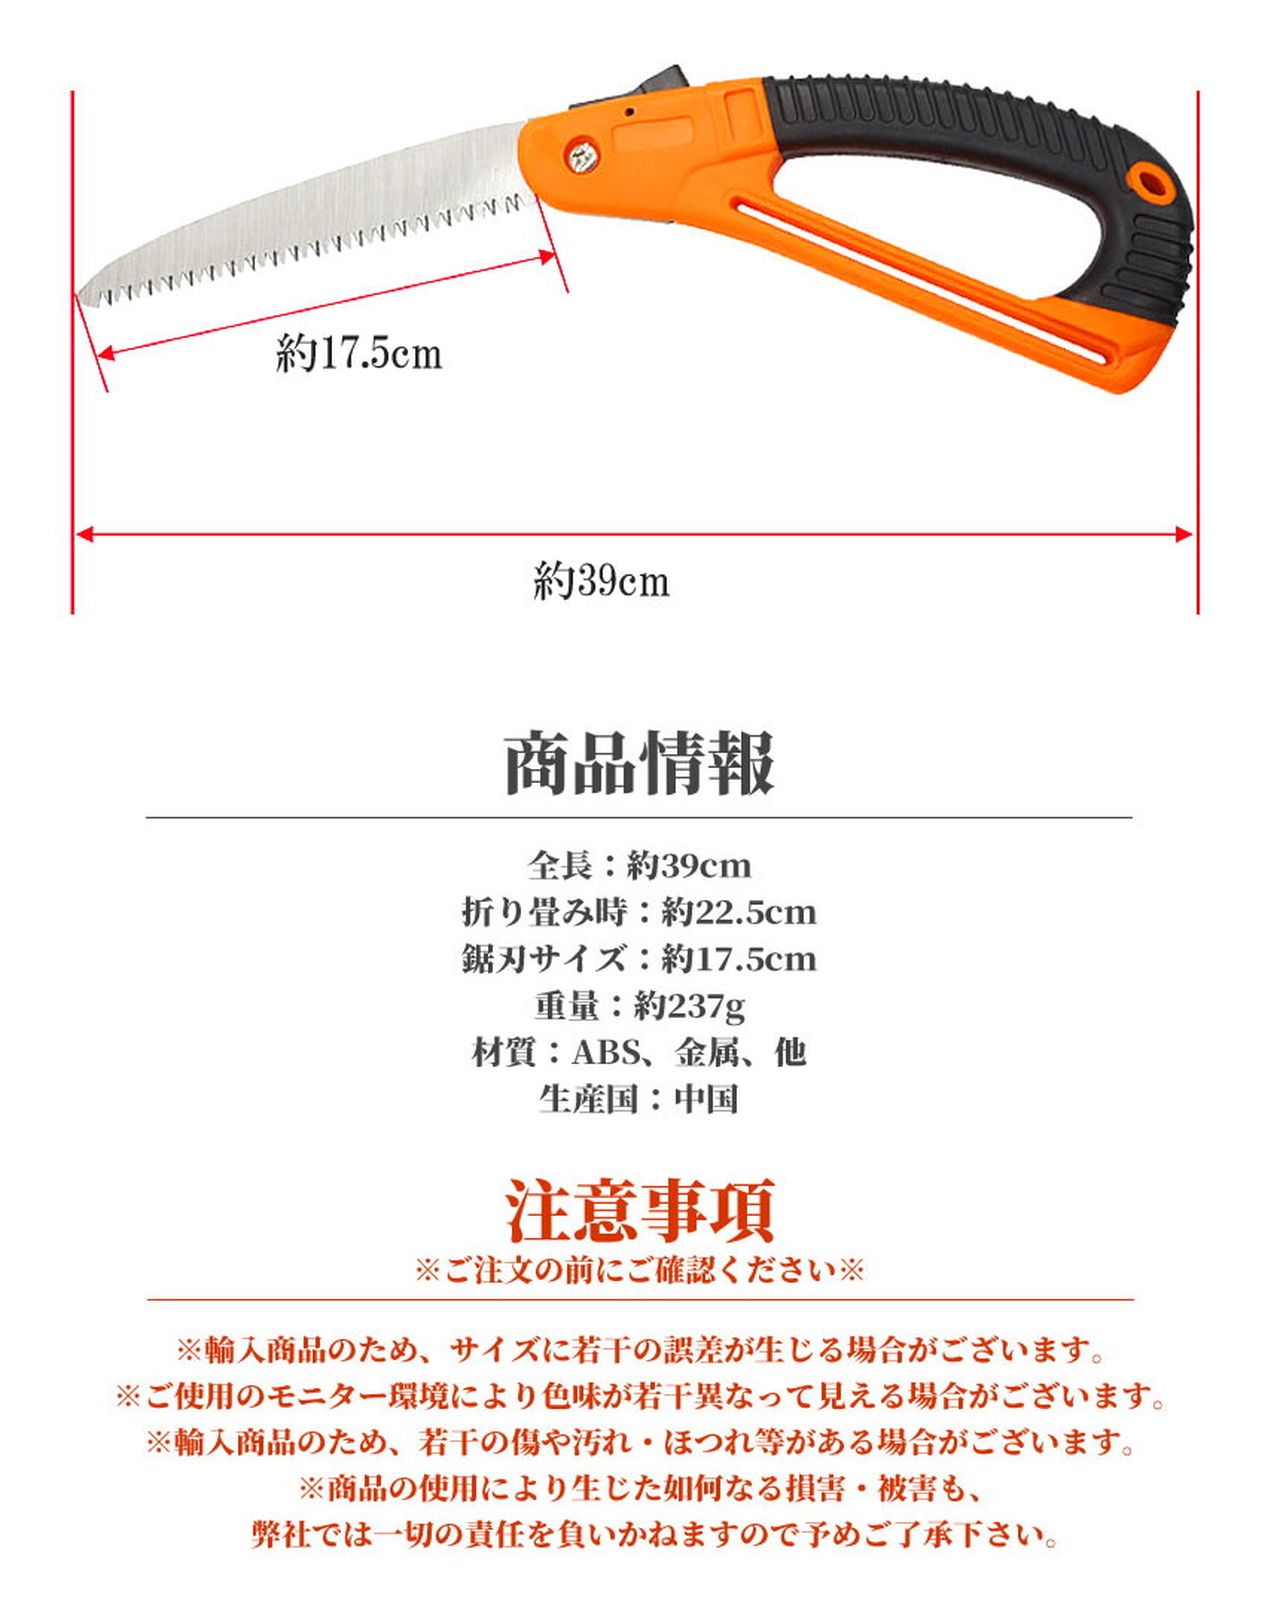 約17.5cm
約39cm
商品情報
全長：約39cm
折り畳み時：約22.5cm
鋸刃サイズ：約17.5cm
重量：約237g
材質：ABS、金属、他
生産国：中国
注意事項
※ご注文の前にご確認ください※
※輸入商品のため、サイズに若干の誤差が生じる場合がございます。
※ご使用のモニター環境により色味が若干異なって見える場合がございます。
※輸入商品のため、若干の傷や汚れ・ほつれ等がある場合がございます。
※商品の使用により生じた如何なる損害・被害も、
弊社では一切の責任を負いかねますので予めご了承下さい。